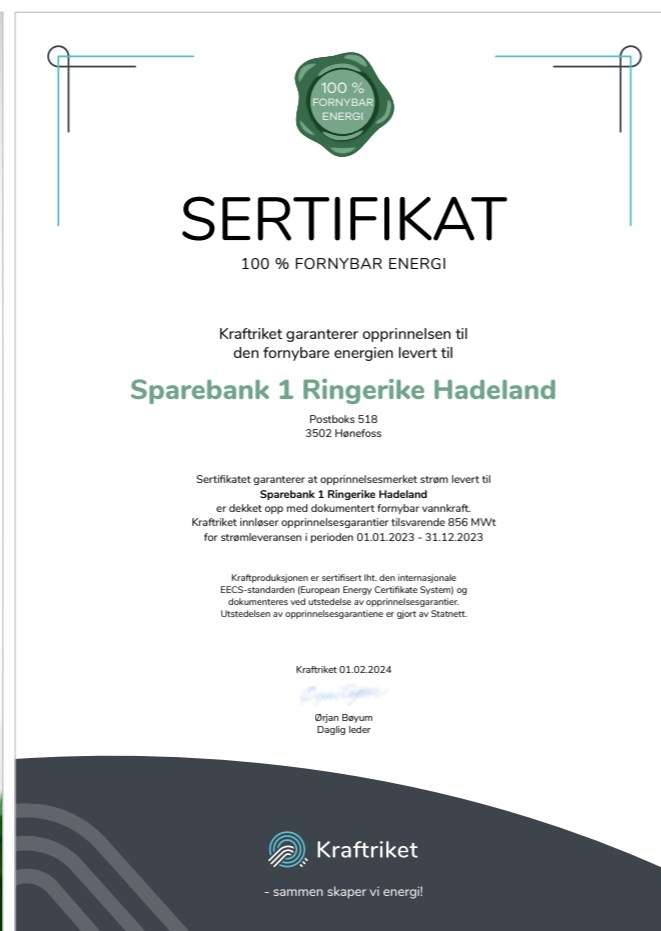 100 %
FORNYBAR
ENERGI
SERTIFIKAT
100 % FORNYBAR ENERGI
Kraftriket garanterer opprinnelsen til
den fornybare energien levert til
Sparebank 1 Ringerike Hadeland
Postboks 518
3502 Hønefoss
Sertifikatet garanterer at opprinnelsesmerket strøm levert til
Sparebank 1 Ringerike Hadeland
er dekket opp med dokumentert fornybar vannkraft.
Kraftriket innløser opprinnelsesgarantier tilsvarende 856 MWt
for strømleveransen i perioden 01.01.2023 - 31.12.2023
Kraftproduksjonen er sertifisert lht. den internasjonale
EECS-standarden (European Energy Certifikate System) og
dokumenteres ved utstedelse av opprinnelsesgarantier.
Utstedelsen av opprinnelsesgarantiene er gjort av Statnett.
Kraftriket 01.02.2024
Ørjan Bøyum
Daglig leder
Kraftriket
- sammen skaper vi energi!